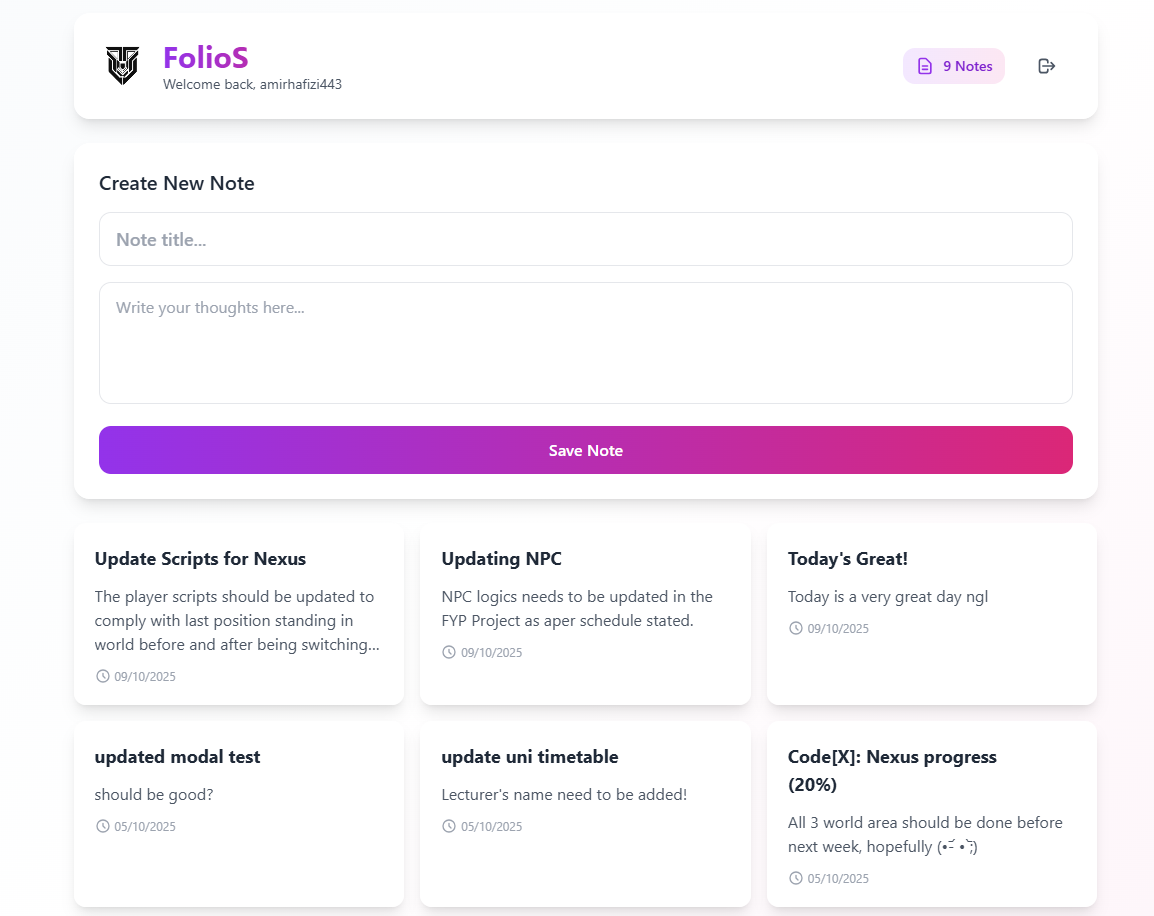 FolioS
Welcome back, amirhafizi443
9 Notes
Create New Note
Note title...
Write your thoughts here...
Save Note
Update Scripts for Nexus
The player scripts should be updated to
comply with last position standing in
world before and after being switching...
09/10/2025
Updating NPC
NPC logics needs to be updated in the
FYP Project as aper schedule stated.
09/10/2025
Today's Great!
Today is a very great day ngl
09/10/2025
updated modal test
should be good?
05/10/2025
update uni timetable
Lecturer's name need to be added!
05/10/2025
Code[X]: Nexus progress
(20%)
All 3 world area should be done before
next week, hopefully (•᷄- •᷅ ;)
05/10/2025